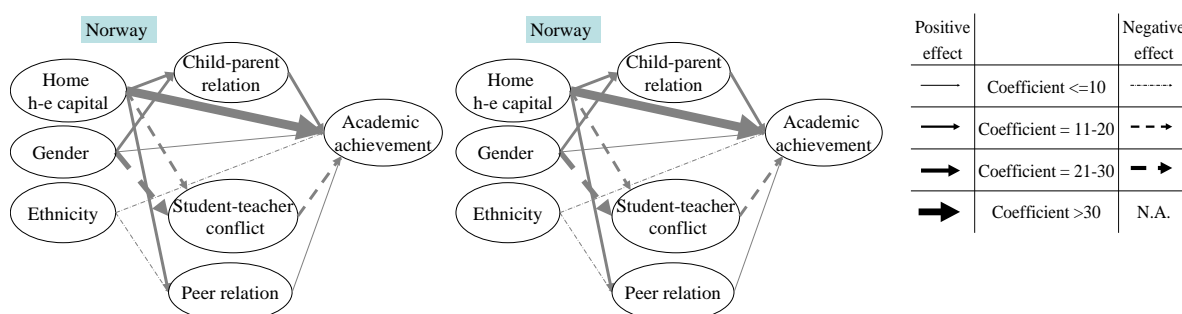 Norway
Child-parent
relation
Home
h-e capital
Gender
Academic
achievement
Ethnicity
Student-teacher
conflict
Peer relation
Norway
Child-parent
relation
Home
h-e capital
Gender
Academic
achievement
Ethnicity
Student-teacher
conflict
Peer relation
Positive
effect
Negative
effect
Coefficient <=10
Coefficient = 11-20
Coefficient = 21-30
Coefficient >30
N.A.